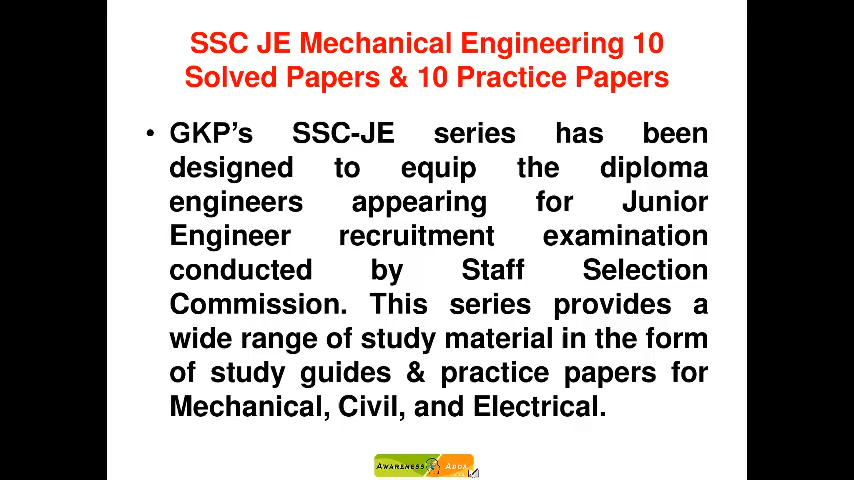 SSC JE Mechanical Engineering 10
Solved Papers & 10 Practice Papers
• GKP’s SSC-JE series has been
designed to equip the diploma
engineers appearing for Junior
Engineer recruitment examination
conducted by Staff Selection
Commission. This series provides a
wide range of study material in the form
of study guides & practice papers for
Mechanical, Civil, and Electrical.
AWARENESS ADDA